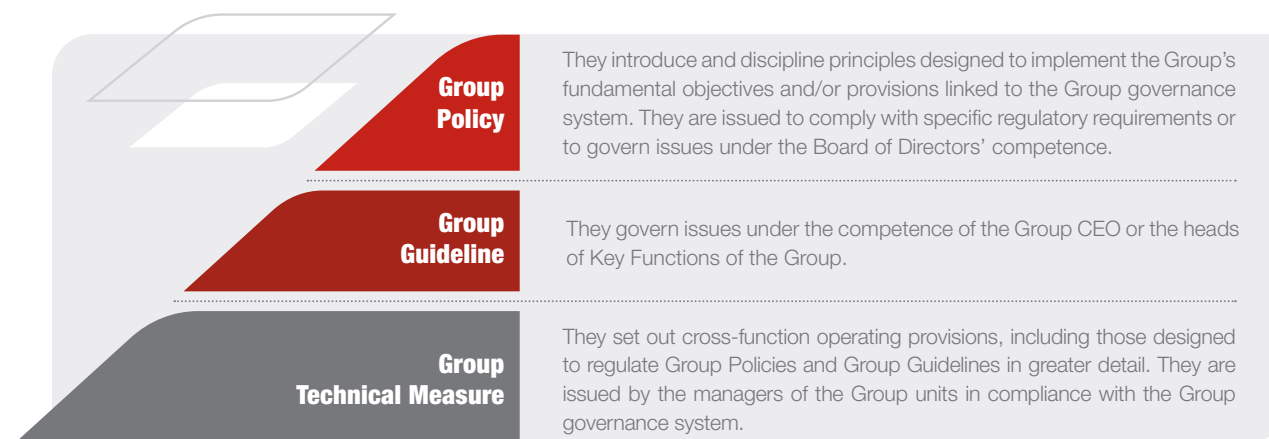 Group
Policy
They introduce and discipline principles designed to implement the Group's
fundamental objectives and/or provisions linked to the Group governance
system. They are issued to comply with specific regulatory requirements or
to govern issues under the Board of Directors' competence.
Group
Guideline
They govern issues under the competence of the Group CEO or the heads
of Key Functions of the Group.
Group
Technical Measure
They set out cross-function operating provisions, including those designed
to regulate Group Policies and Group Guidelines in greater detail. They are
issued by the managers of the Group units in compliance with the Group
governance system.